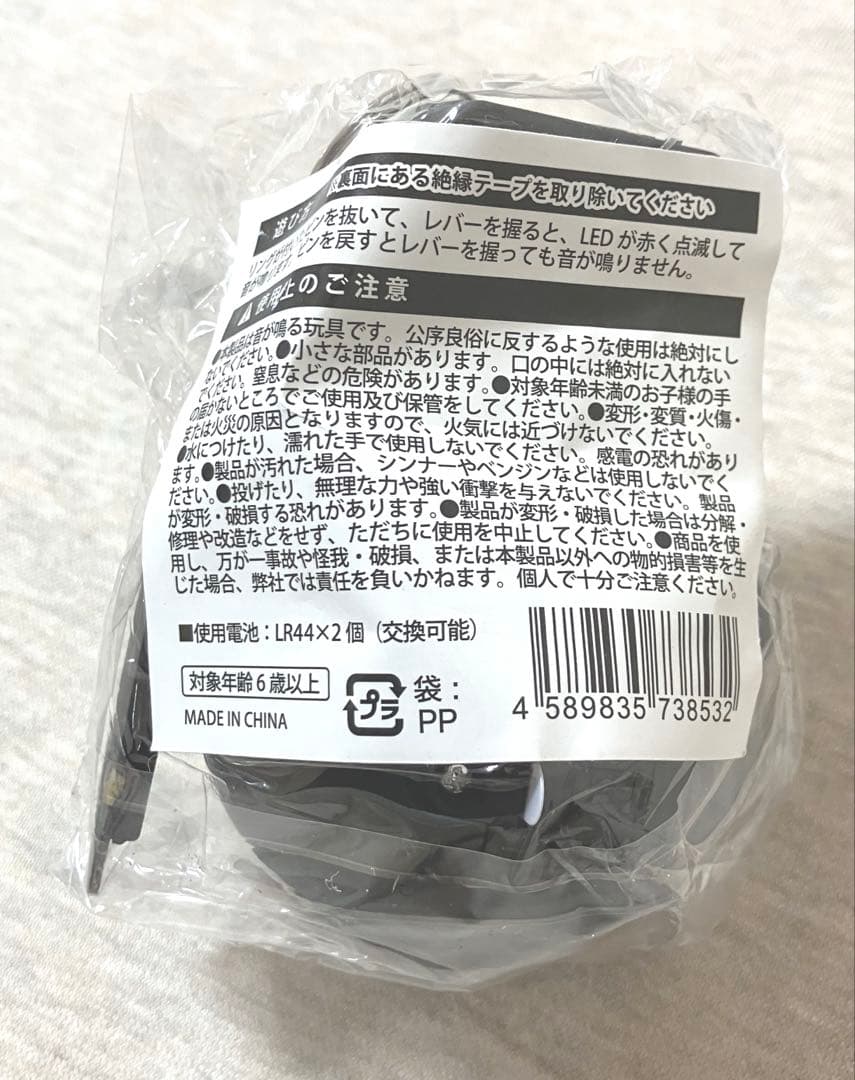 裏面にある絶縁テープを取り除いてください
遊び方
ピンを抜いて、レバーを握ると、LEDが赤く点滅して
音が鳴ります。ピンを戻すとレバーを握っても音が鳴りません。
使用上のご注意
●本製品は音が鳴る玩具です。公序良俗に反するような使用は絶対にし
ないでください。●小さな部品があります。口の中には絶対に入れない
でください。窒息などの危険があります。●対象年齢未満のお子様の手
の届かないところでご使用及び保管をしてください。●変形・変質・火傷・
または火災の原因となりますので、火気には近づけないでください。
●水につけたり、濡れた手で使用しないでください。感電の恐れがあり
ます。●製品が汚れた場合、シンナーやベンジンなどは使用しないでく
ださい。●投げたり、無理な力や強い衝撃を与えないでください。製品
が変形・破損する恐れがあります。●製品が変形・破損した場合は分解・
修理や改造などをせず、ただちに使用を中止してください。●商品を使
用し、万が一事故や怪我・破損、または本製品以外への物的損害等を生
じた場合、弊社では責任を負いかねます。個人で十分ご注意ください。
■使用電池：LR44×2個（交換可能）
対象年齢6歳以上
MADE IN CHINA
プラ
袋：
PP
4 589835 738532